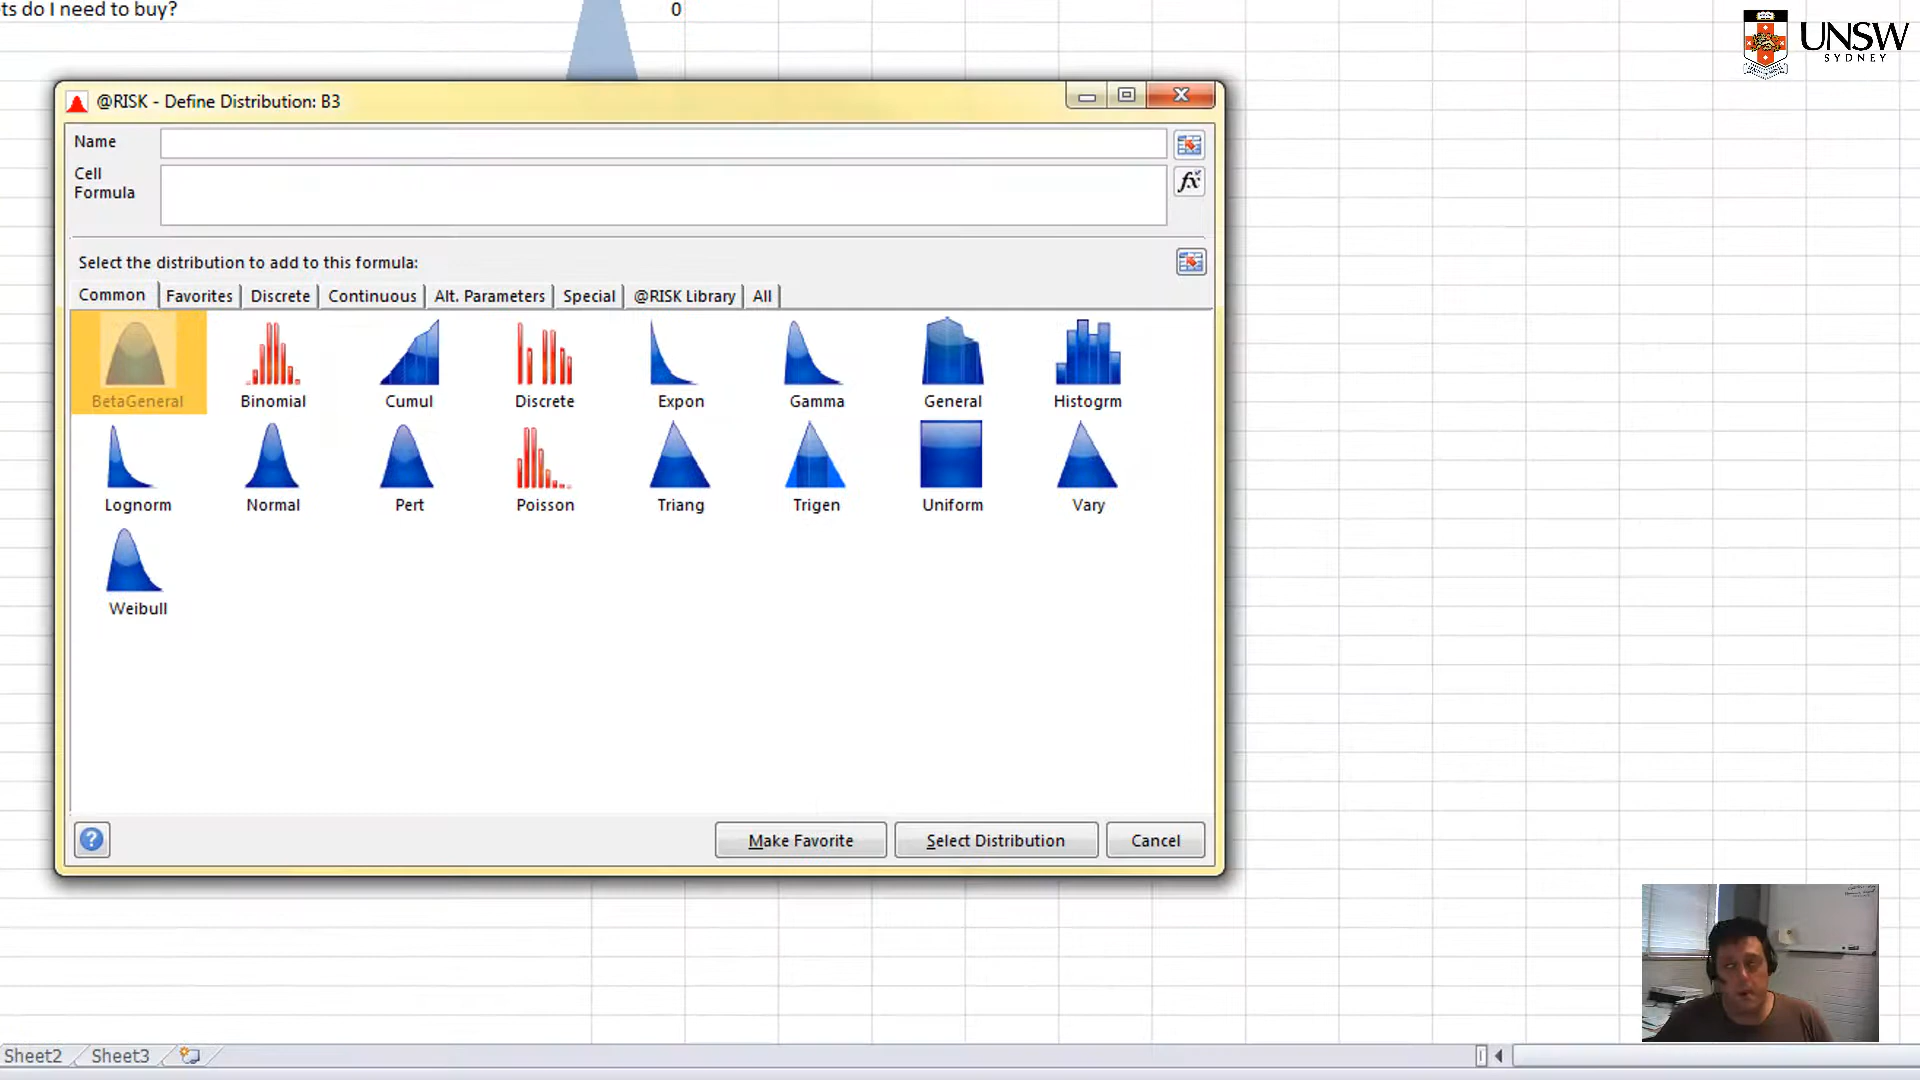 ts do I need to buy?
0
UNSW
SYDNEY
@RISK - Define Distribution: B3
Name
Cell
Formula
fx
Select the distribution to add to this formula:
Common Favorites Discrete Continuous Alt. Parameters Special @RISK Library All
BetaGeneral Binomial Cumul Discrete Expon Gamma General Histogrm
Lognorm Normal Pert Poisson Triang Trigen Uniform Vary
Weibull
?
Make Favorite Select Distribution Cancel
Sheet2 Sheet3